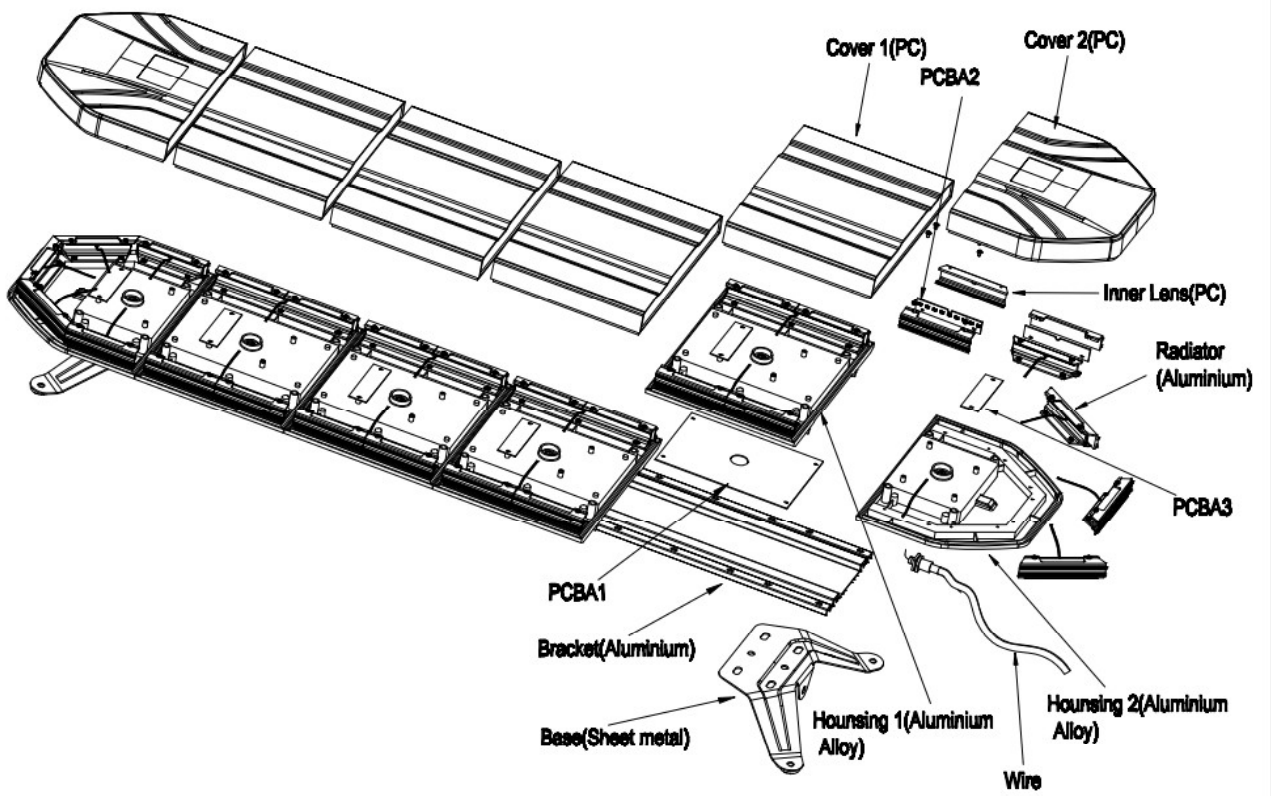 Cover 1(PC)
Cover 2(PC)
PCBA2
Inner Lens(PC)
Radiator
(Aluminium)
PCBA3
PCBA1
Bracket(Aluminium)
Base(Sheet metal)
Hounsing 1(Aluminium
Alloy)
Hounsing 2(Aluminium
Alloy)
Wire